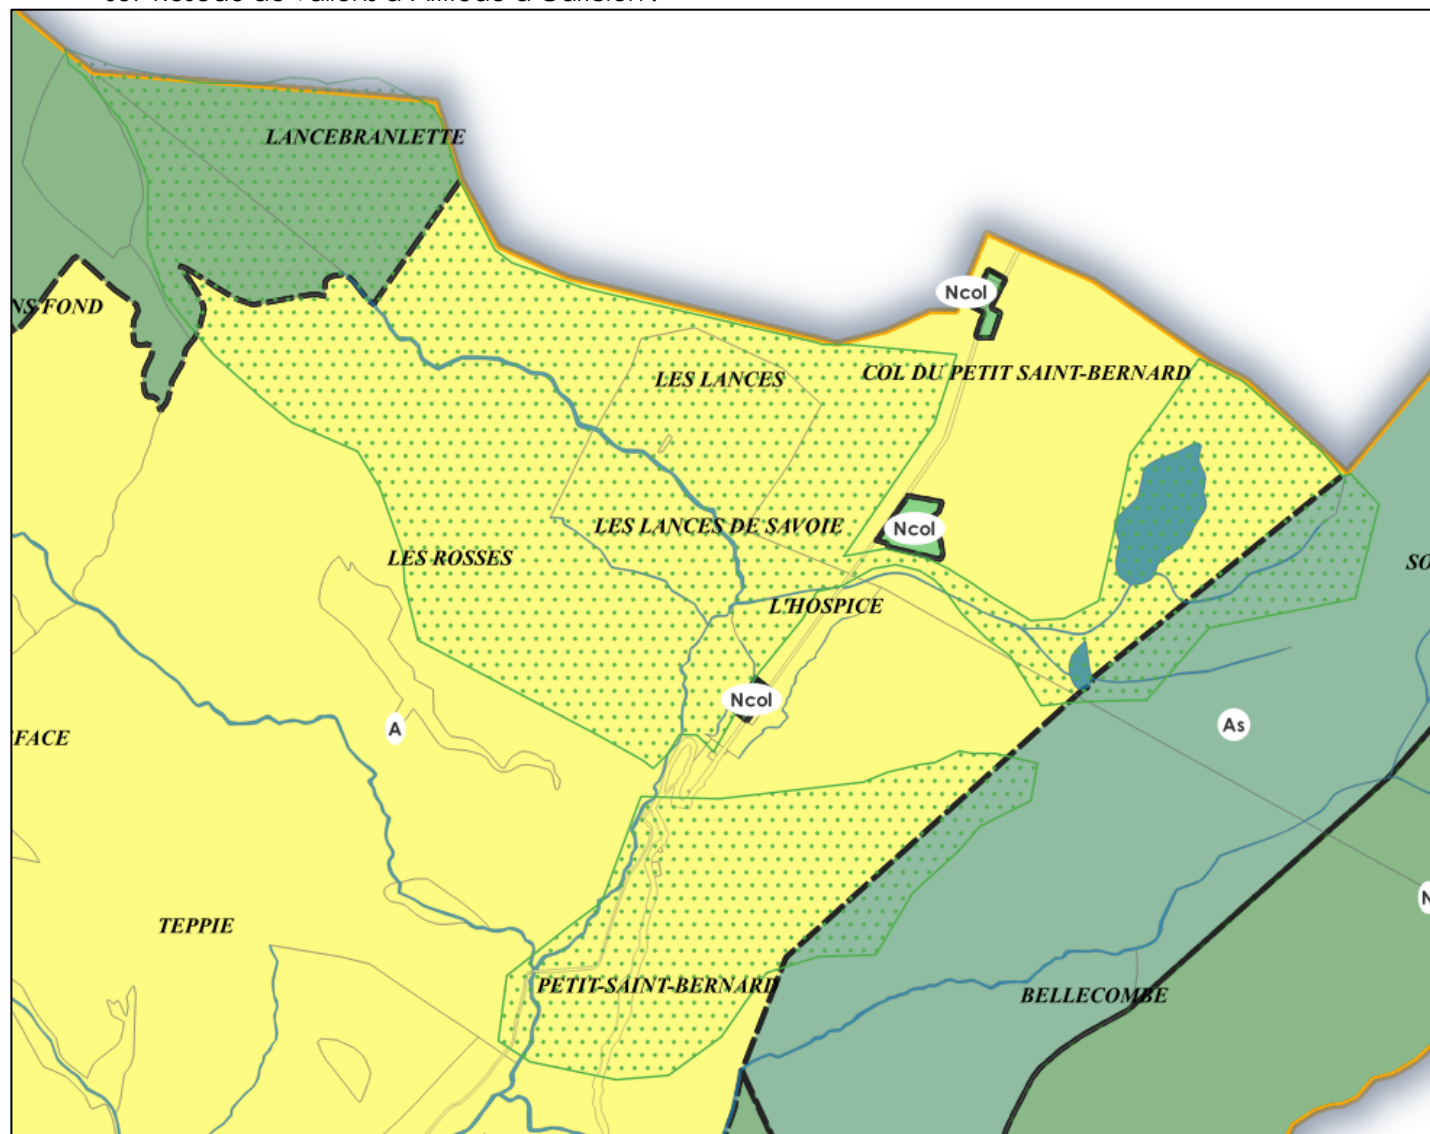 LANCEBRANLETTE
Ncol
NS FOND
LES LANCES
COL DU PETIT SAINT-BERNARD
LES LANCES DE SAVOIE
Ncol
LES ROSSES
SO
L'HOSPICE
Ncol
A
As
FACE
N
TEPPIE
PETIT-SAINT-BERNARD
BELLECOMBE